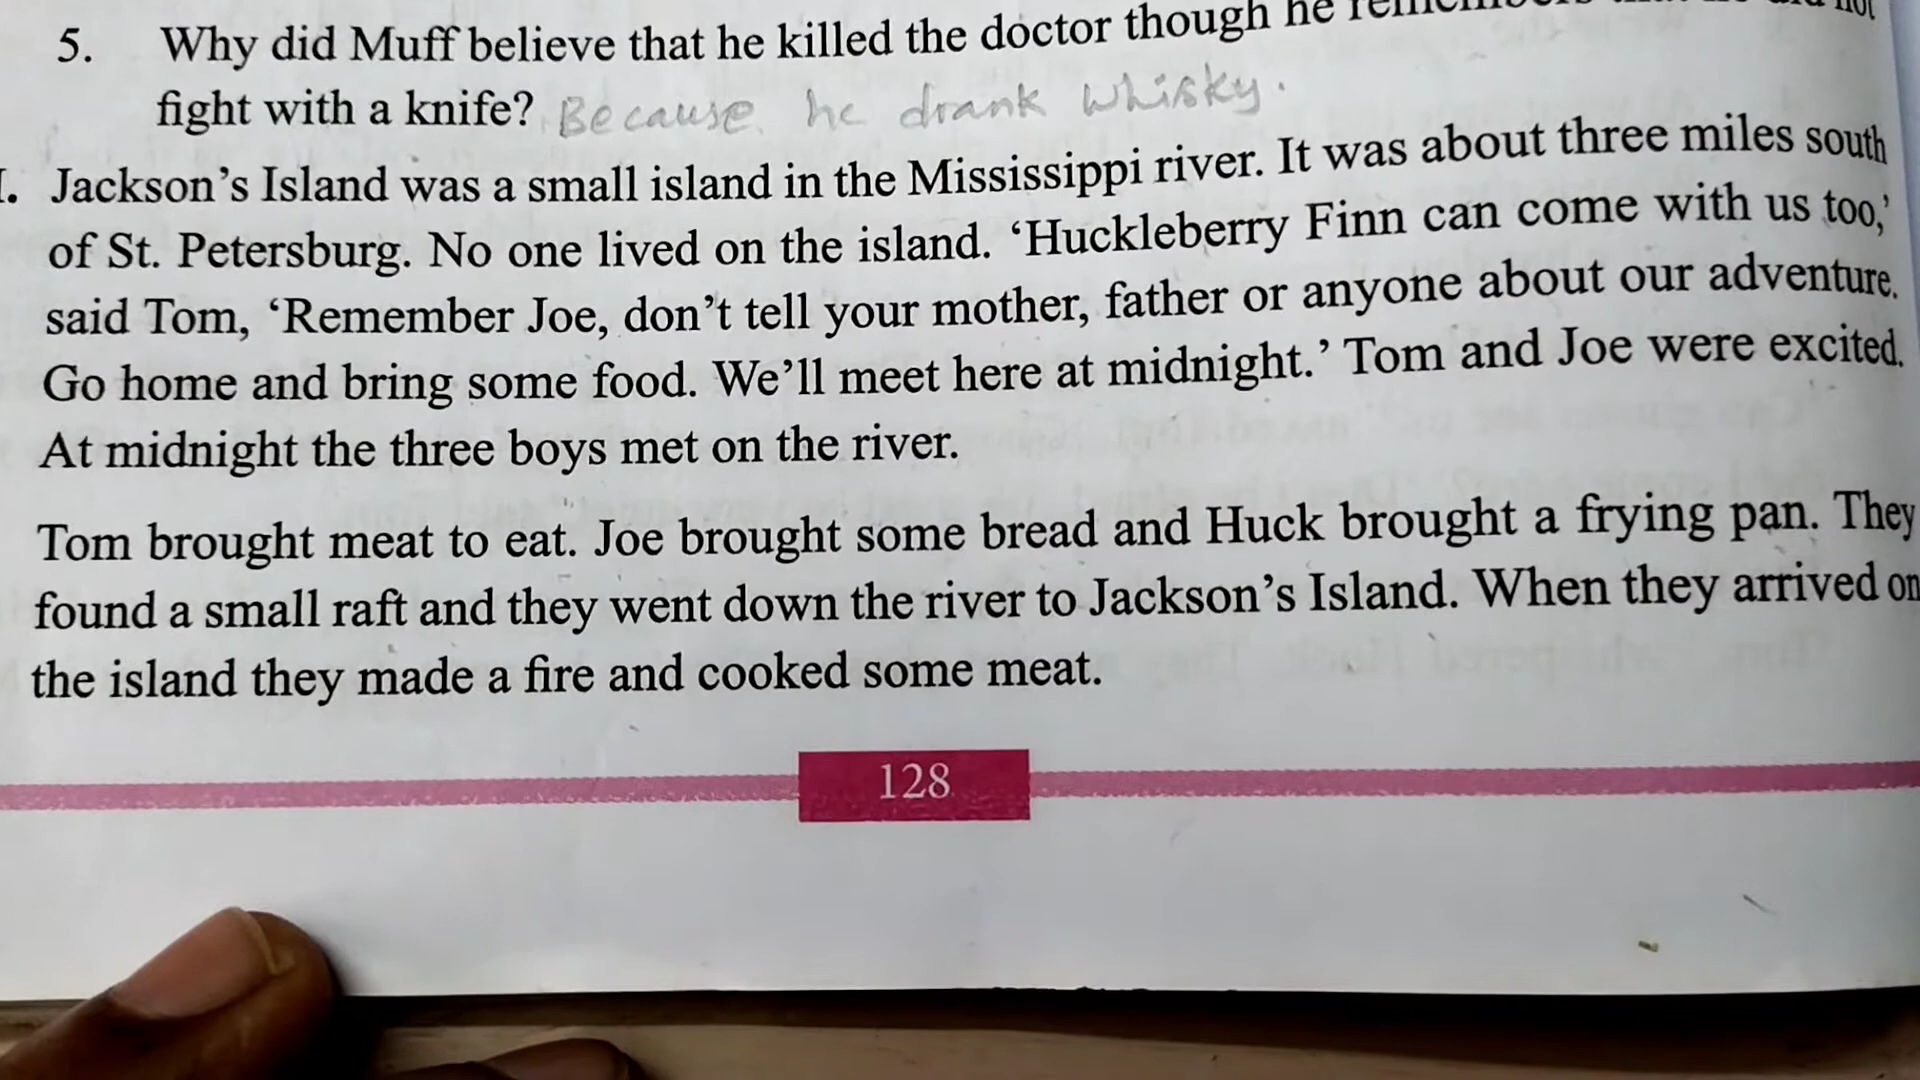 5. Why did Muff believe that he killed the doctor though he
fight with a knife? Because he drank whisky.
. Jackson’s Island was a small island in the Mississippi river. It was about three miles south
of St. Petersburg. No one lived on the island. ‘Huckleberry Finn can come with us too,’
said Tom, ‘Remember Joe, don’t tell your mother, father or anyone about our adventure.
Go home and bring some food. We’ll meet here at midnight.’ Tom and Joe were excited.
At midnight the three boys met on the river.
Tom brought meat to eat. Joe brought some bread and Huck brought a frying pan. They
found a small raft and they went down the river to Jackson’s Island. When they arrived on
the island they made a fire and cooked some meat.
128